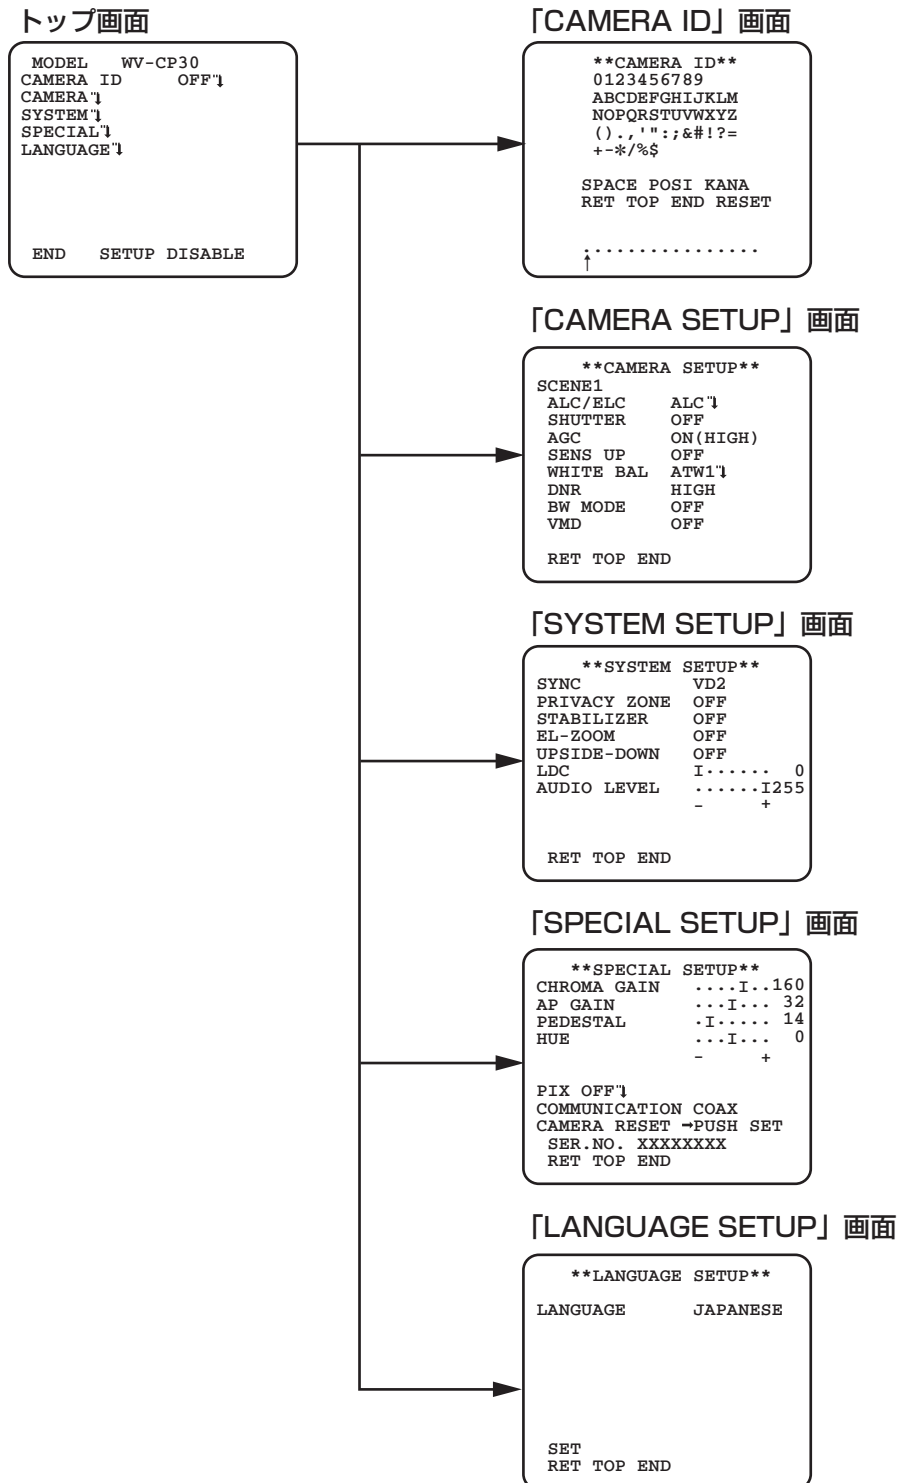 トップ画面
MODEL WV-CP30
CAMERA ID OFF
CAMERA
SYSTEM
SPECIAL
LANGUAGE
END SETUP DISABLE
「CAMERA ID」画面
**CAMERA ID**
0123456789
ABCDEFGHIJKLM
NOPQRSTUVWXYZ
().,'":;&#!?=
+-*/%$
SPACE POSI KANA
RET TOP END RESET
................
↑
「CAMERA SETUP」画面
**CAMERA SETUP**
SCENE1
ALC/ELC ALC
SHUTTER OFF
AGC ON(HIGH)
SENS UP OFF
WHITE BAL ATW1
DNR HIGH
BW MODE OFF
VMD OFF
RET TOP END
「SYSTEM SETUP」画面
**SYSTEM SETUP**
SYNC VD2
PRIVACY ZONE OFF
STABILIZER OFF
EL-ZOOM OFF
UPSIDE-DOWN OFF
LDC I...... 0
AUDIO LEVEL ......I255
- +
RET TOP END
「SPECIAL SETUP」画面
**SPECIAL SETUP**
CHROMA GAIN ....I..160
AP GAIN ...I... 32
PEDESTAL .I..... 14
HUE ...I... 0
- +
PIX OFF
COMMUNICATION COAX
CAMERA RESET →PUSH SET
SER.NO. XXXXXXXX
RET TOP END
「LANGUAGE SETUP」画面
**LANGUAGE SETUP**
LANGUAGE JAPANESE
SET
RET TOP END